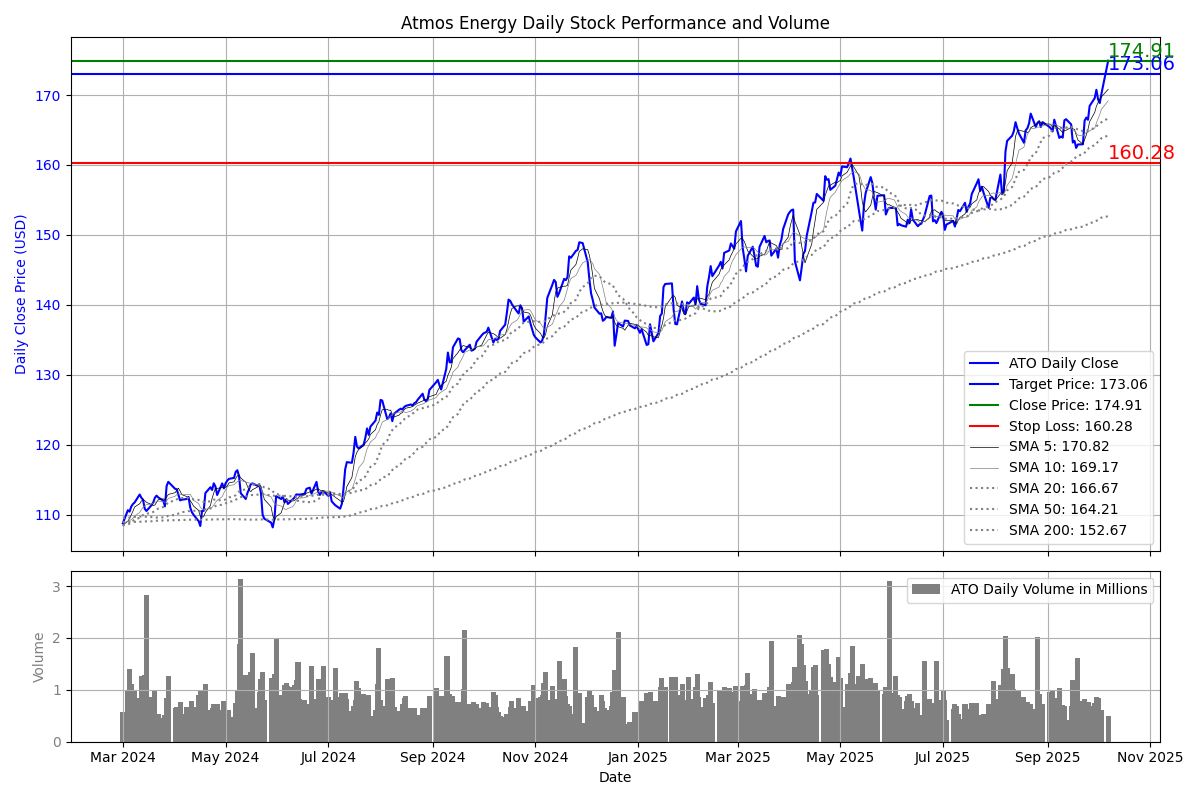 Atmos Energy Daily Stock Performance and Volume
174.91
173.06
170
160.28
160
150
140
130
120
110
Daily Close Price (USD)
ATO Daily Close
Target Price: 173.06
Close Price: 174.91
Stop Loss: 160.28
SMA 5: 170.82
SMA 10: 169.17
SMA 20: 166.67
SMA 50: 164.21
SMA 200: 152.67
3
2
1
0
Volume
ATO Daily Volume in Millions
Mar 2024 May 2024 Jul 2024 Sep 2024 Nov 2024 Jan 2025 Mar 2025 May 2025 Jul 2025 Sep 2025 Nov 2025
Date